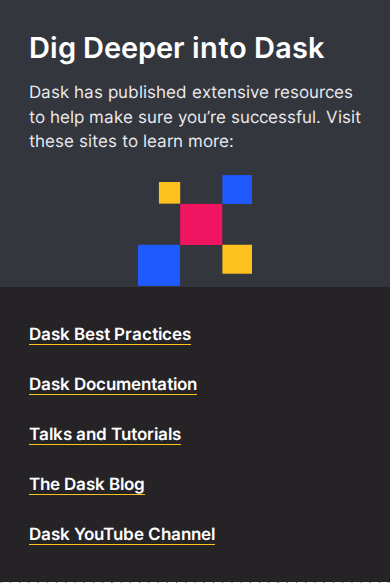 Dig Deeper into Dask
Dask has published extensive resources
to help make sure you’re successful. Visit
these sites to learn more:
Dask Best Practices
Dask Documentation
Talks and Tutorials
The Dask Blog
Dask YouTube Channel